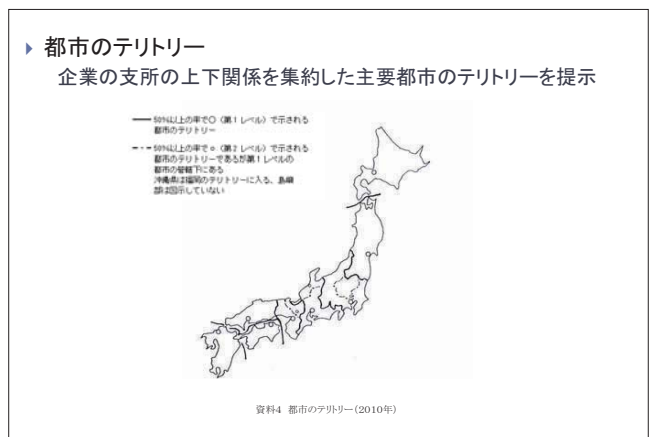 都市のテリトリー
企業の支所の上下関係を集約した主要都市のテリトリーを提示
50%以上の率で○（第1レベル）で示される
都市のテリトリー
50%以上の率で○（第2レベル）で示される
都市のテリトリーであるが第1レベルの
都市の管轄下にある
沖縄県は福岡のテリトリーに入る、島嶼
部は図示していない
資料4 都市のテリトリー(2010年)